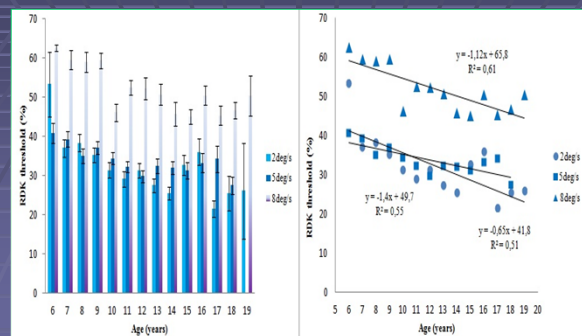 70
60
50
40
30
20
10
0
RDK threshold (%)
6 7 8 9 10 11 12 13 14 15 16 17 18 19
Age (years)
2deg/s
5deg/s
8deg/s
70
60
50
40
30
20
10
0
RDK threshold (%)
5 6 7 8 9 10 11 12 13 14 15 16 17 18 19 20
Age (years)
y = -1,12x + 65,8
R² = 0,61
y = -1,4x + 49,7
R² = 0,55
y = -0,65x + 41,8
R² = 0,51
2deg/s
5deg/s
8deg/s